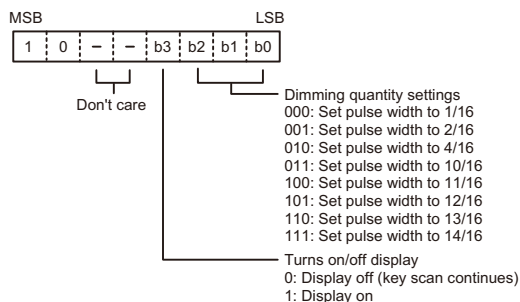 MSB LSB
1 0 – – b3 b2 b1 b0
Don't care
Dimming quantity settings
000: Set pulse width to 1/16
001: Set pulse width to 2/16
010: Set pulse width to 4/16
011: Set pulse width to 10/16
100: Set pulse width to 11/16
101: Set pulse width to 12/16
110: Set pulse width to 13/16
111: Set pulse width to 14/16
Turns on/off display
0: Display off (key scan continues)
1: Display on